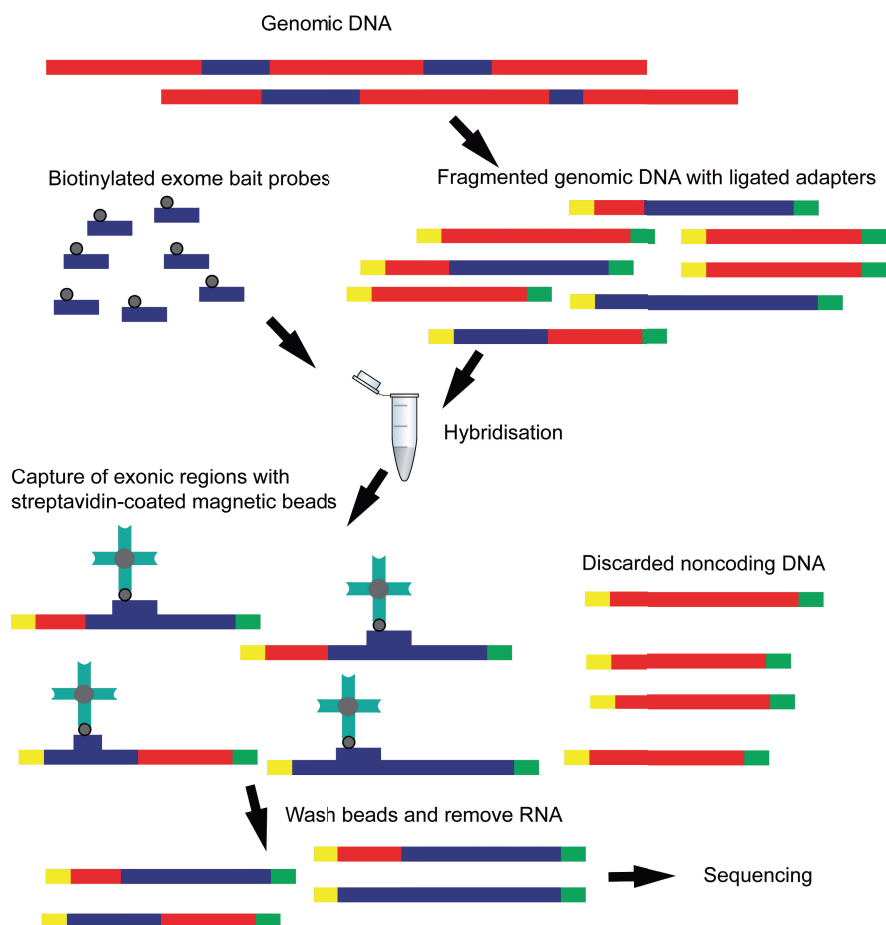 Genomic DNA
Biotinylated exome bait probes
Fragmented genomic DNA with ligated adapters
Hybridisation
Capture of exonic regions with
streptavidin-coated magnetic beads
Discarded noncoding DNA
Wash beads and remove RNA
Sequencing